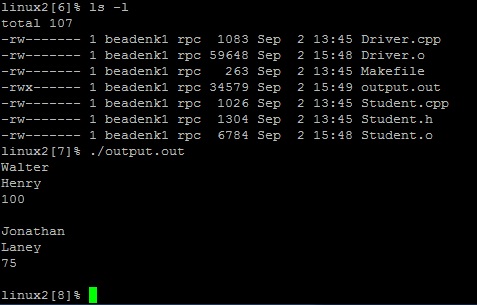 linux2[6]% ls -l
total 107
-rw------- 1 beadenk1 rpc  1083 Sep  2 13:45 Driver.cpp
-rw------- 1 beadenk1 rpc 59648 Sep  2 15:48 Driver.o
-rw------- 1 beadenk1 rpc   263 Sep  2 13:45 Makefile
-rwx------ 1 beadenk1 rpc 34579 Sep  2 15:49 output.out
-rw------- 1 beadenk1 rpc  1026 Sep  2 13:45 Student.cpp
-rw------- 1 beadenk1 rpc  1304 Sep  2 13:45 Student.h
-rw------- 1 beadenk1 rpc  6784 Sep  2 15:48 Student.o
linux2[7]% ./output.out
Walter
Henry
100
Jonathan
Laney
75
linux2[8]%